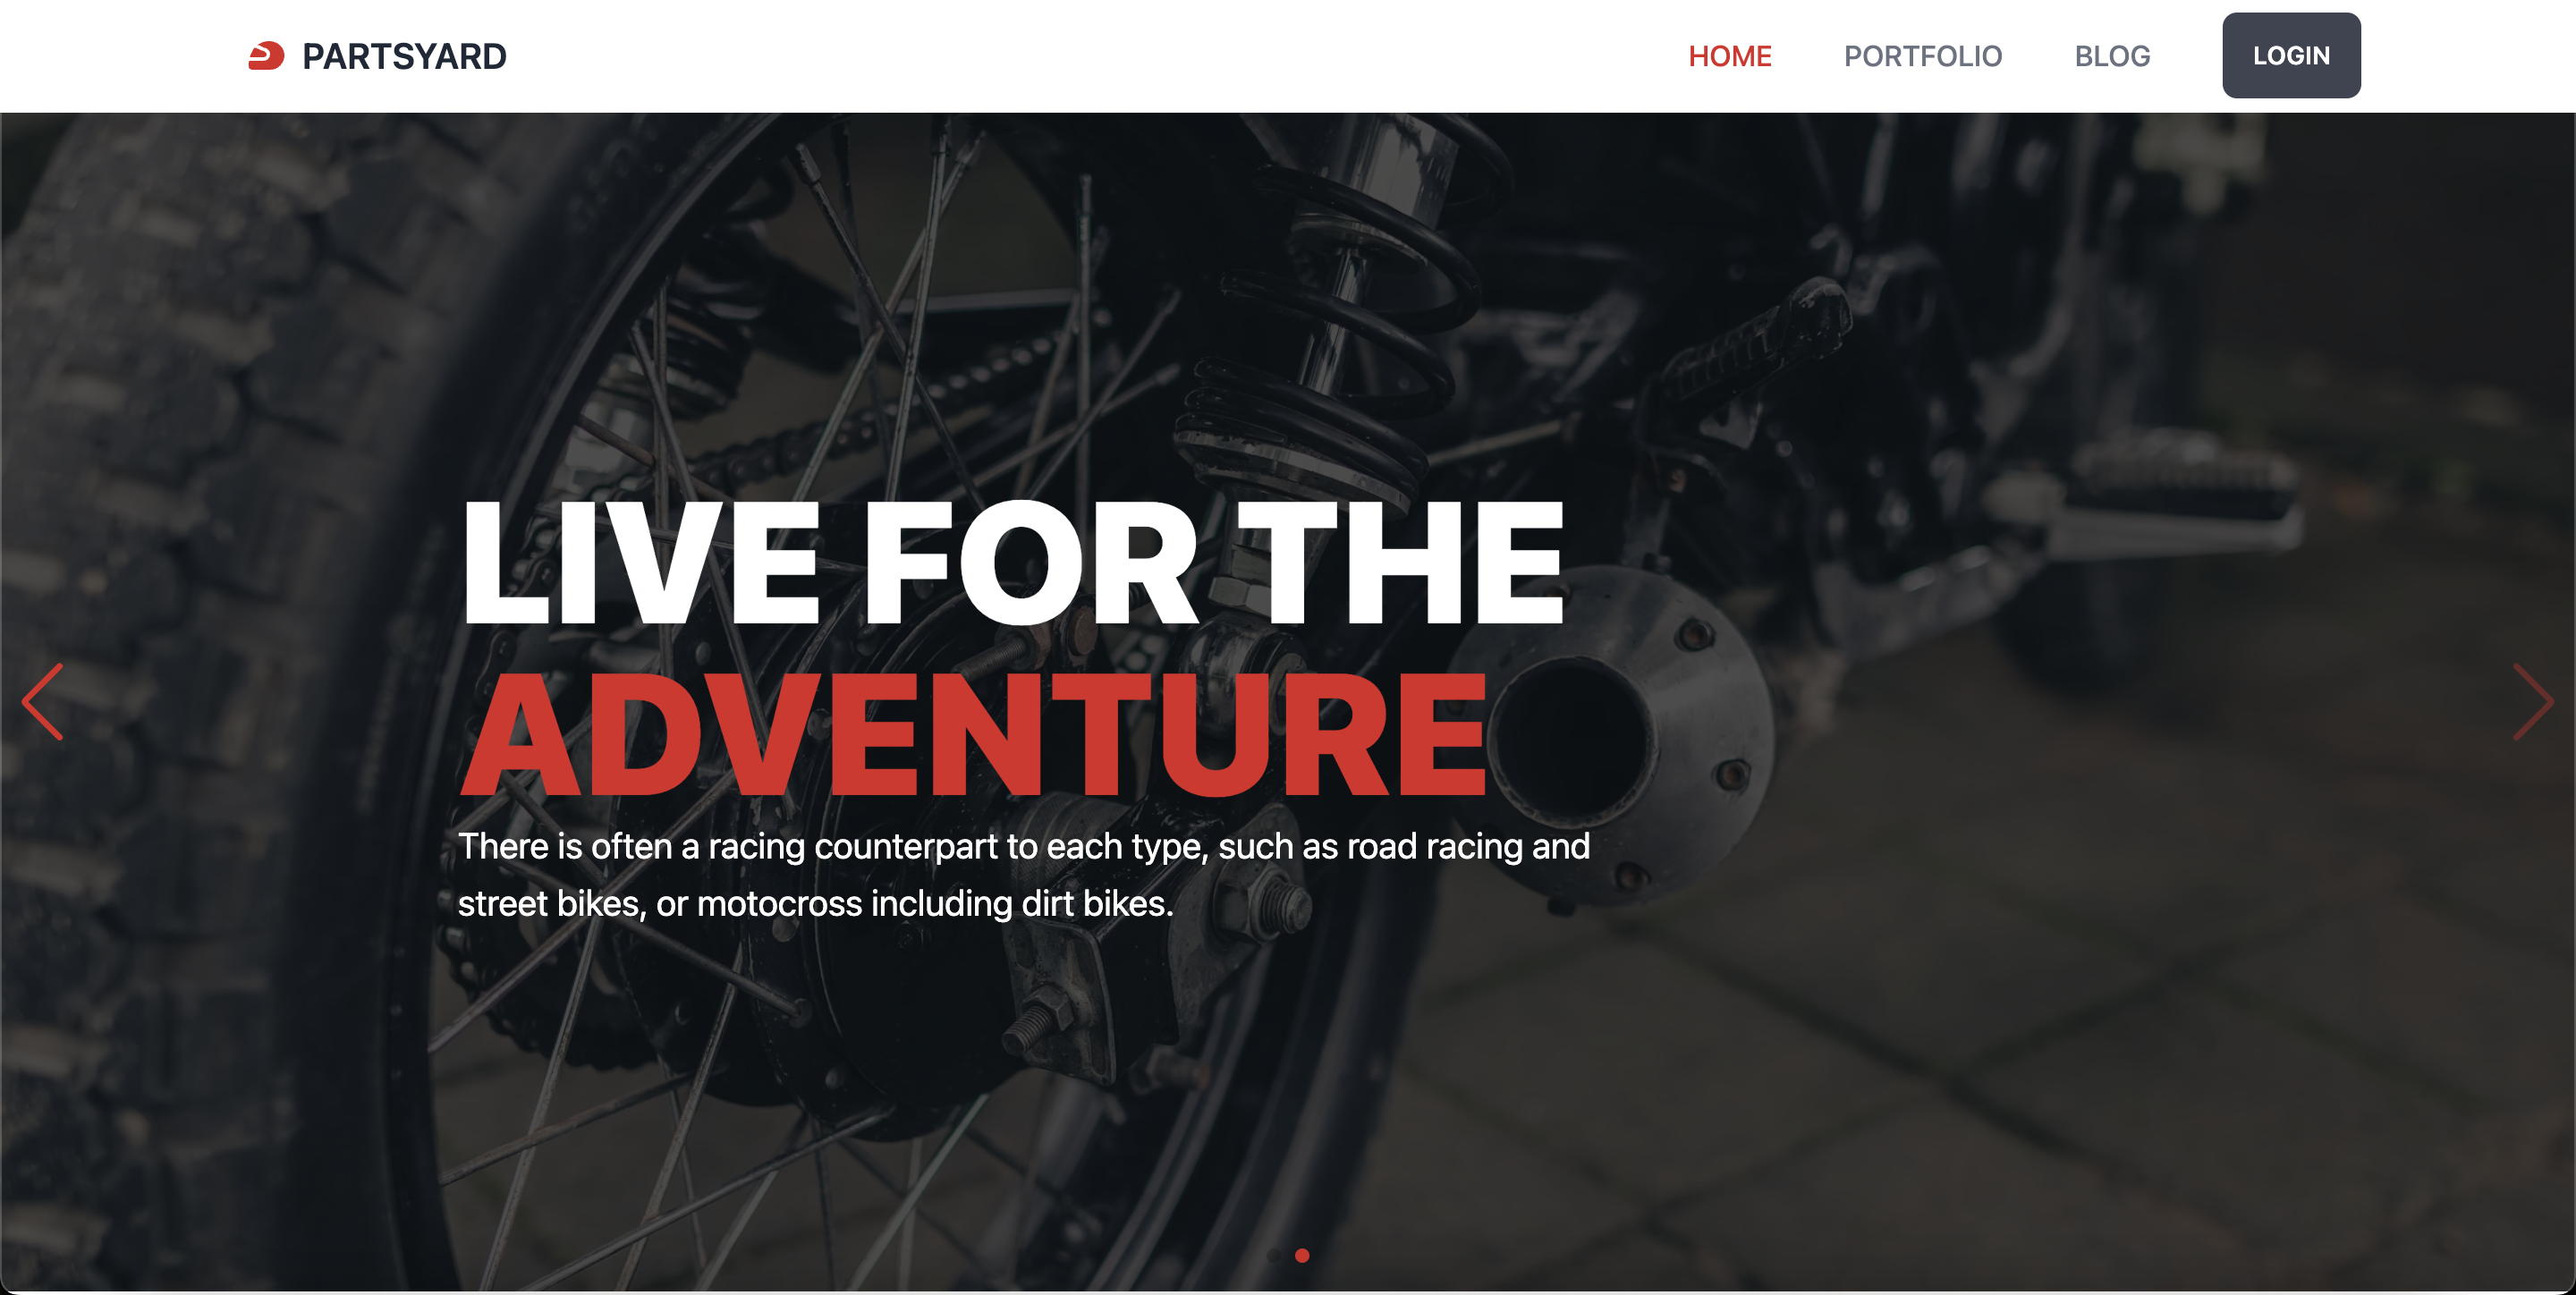 PARTSYARD
HOME PORTFOLIO BLOG LOGIN
LIVE FOR THE
ADVENTURE
There is often a racing counterpart to each type, such as road racing and
street bikes, or motocross including dirt bikes.